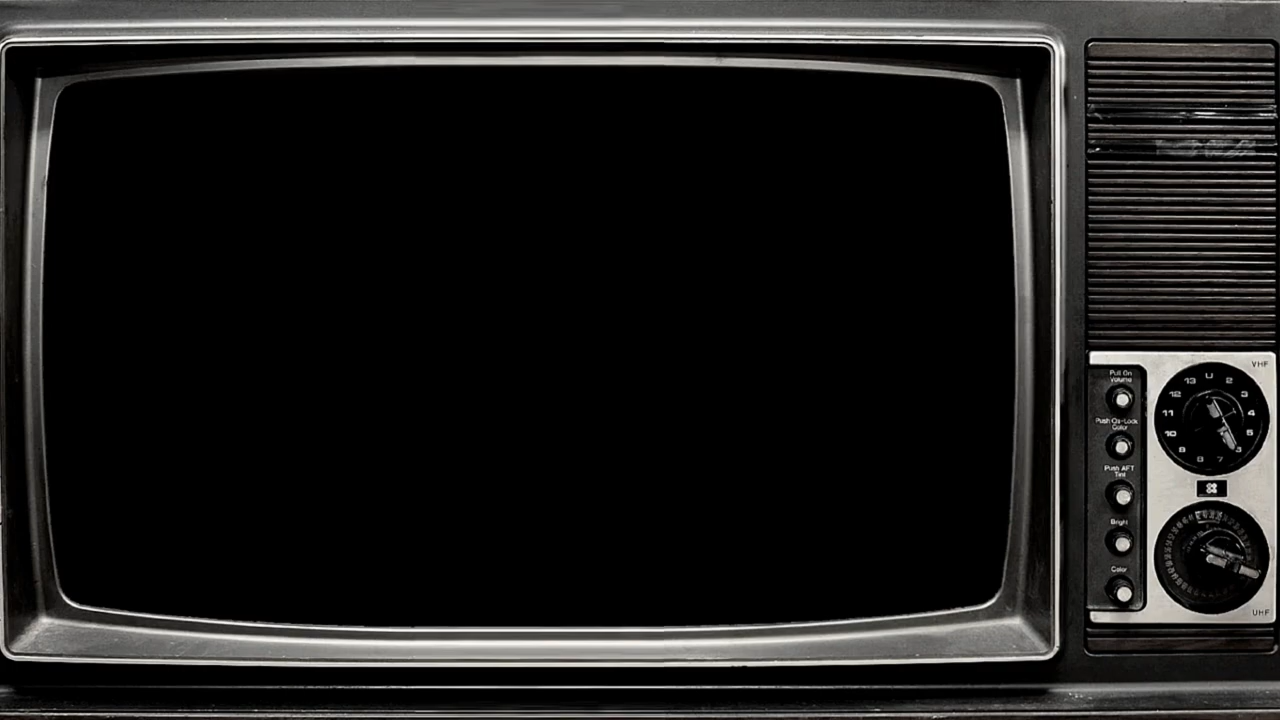 VHF
Pull On
Volume
Push On-Lock
Color
Push AFT
Tint
Bright
Color
U
2
3
4
5
7
8
9
10
11
12
13
UHF